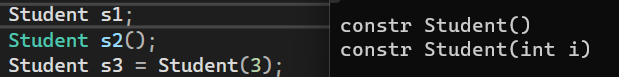 Student s1;
Student s2();
Student s3 = Student(3);
constr Student()
constr Student(int i)